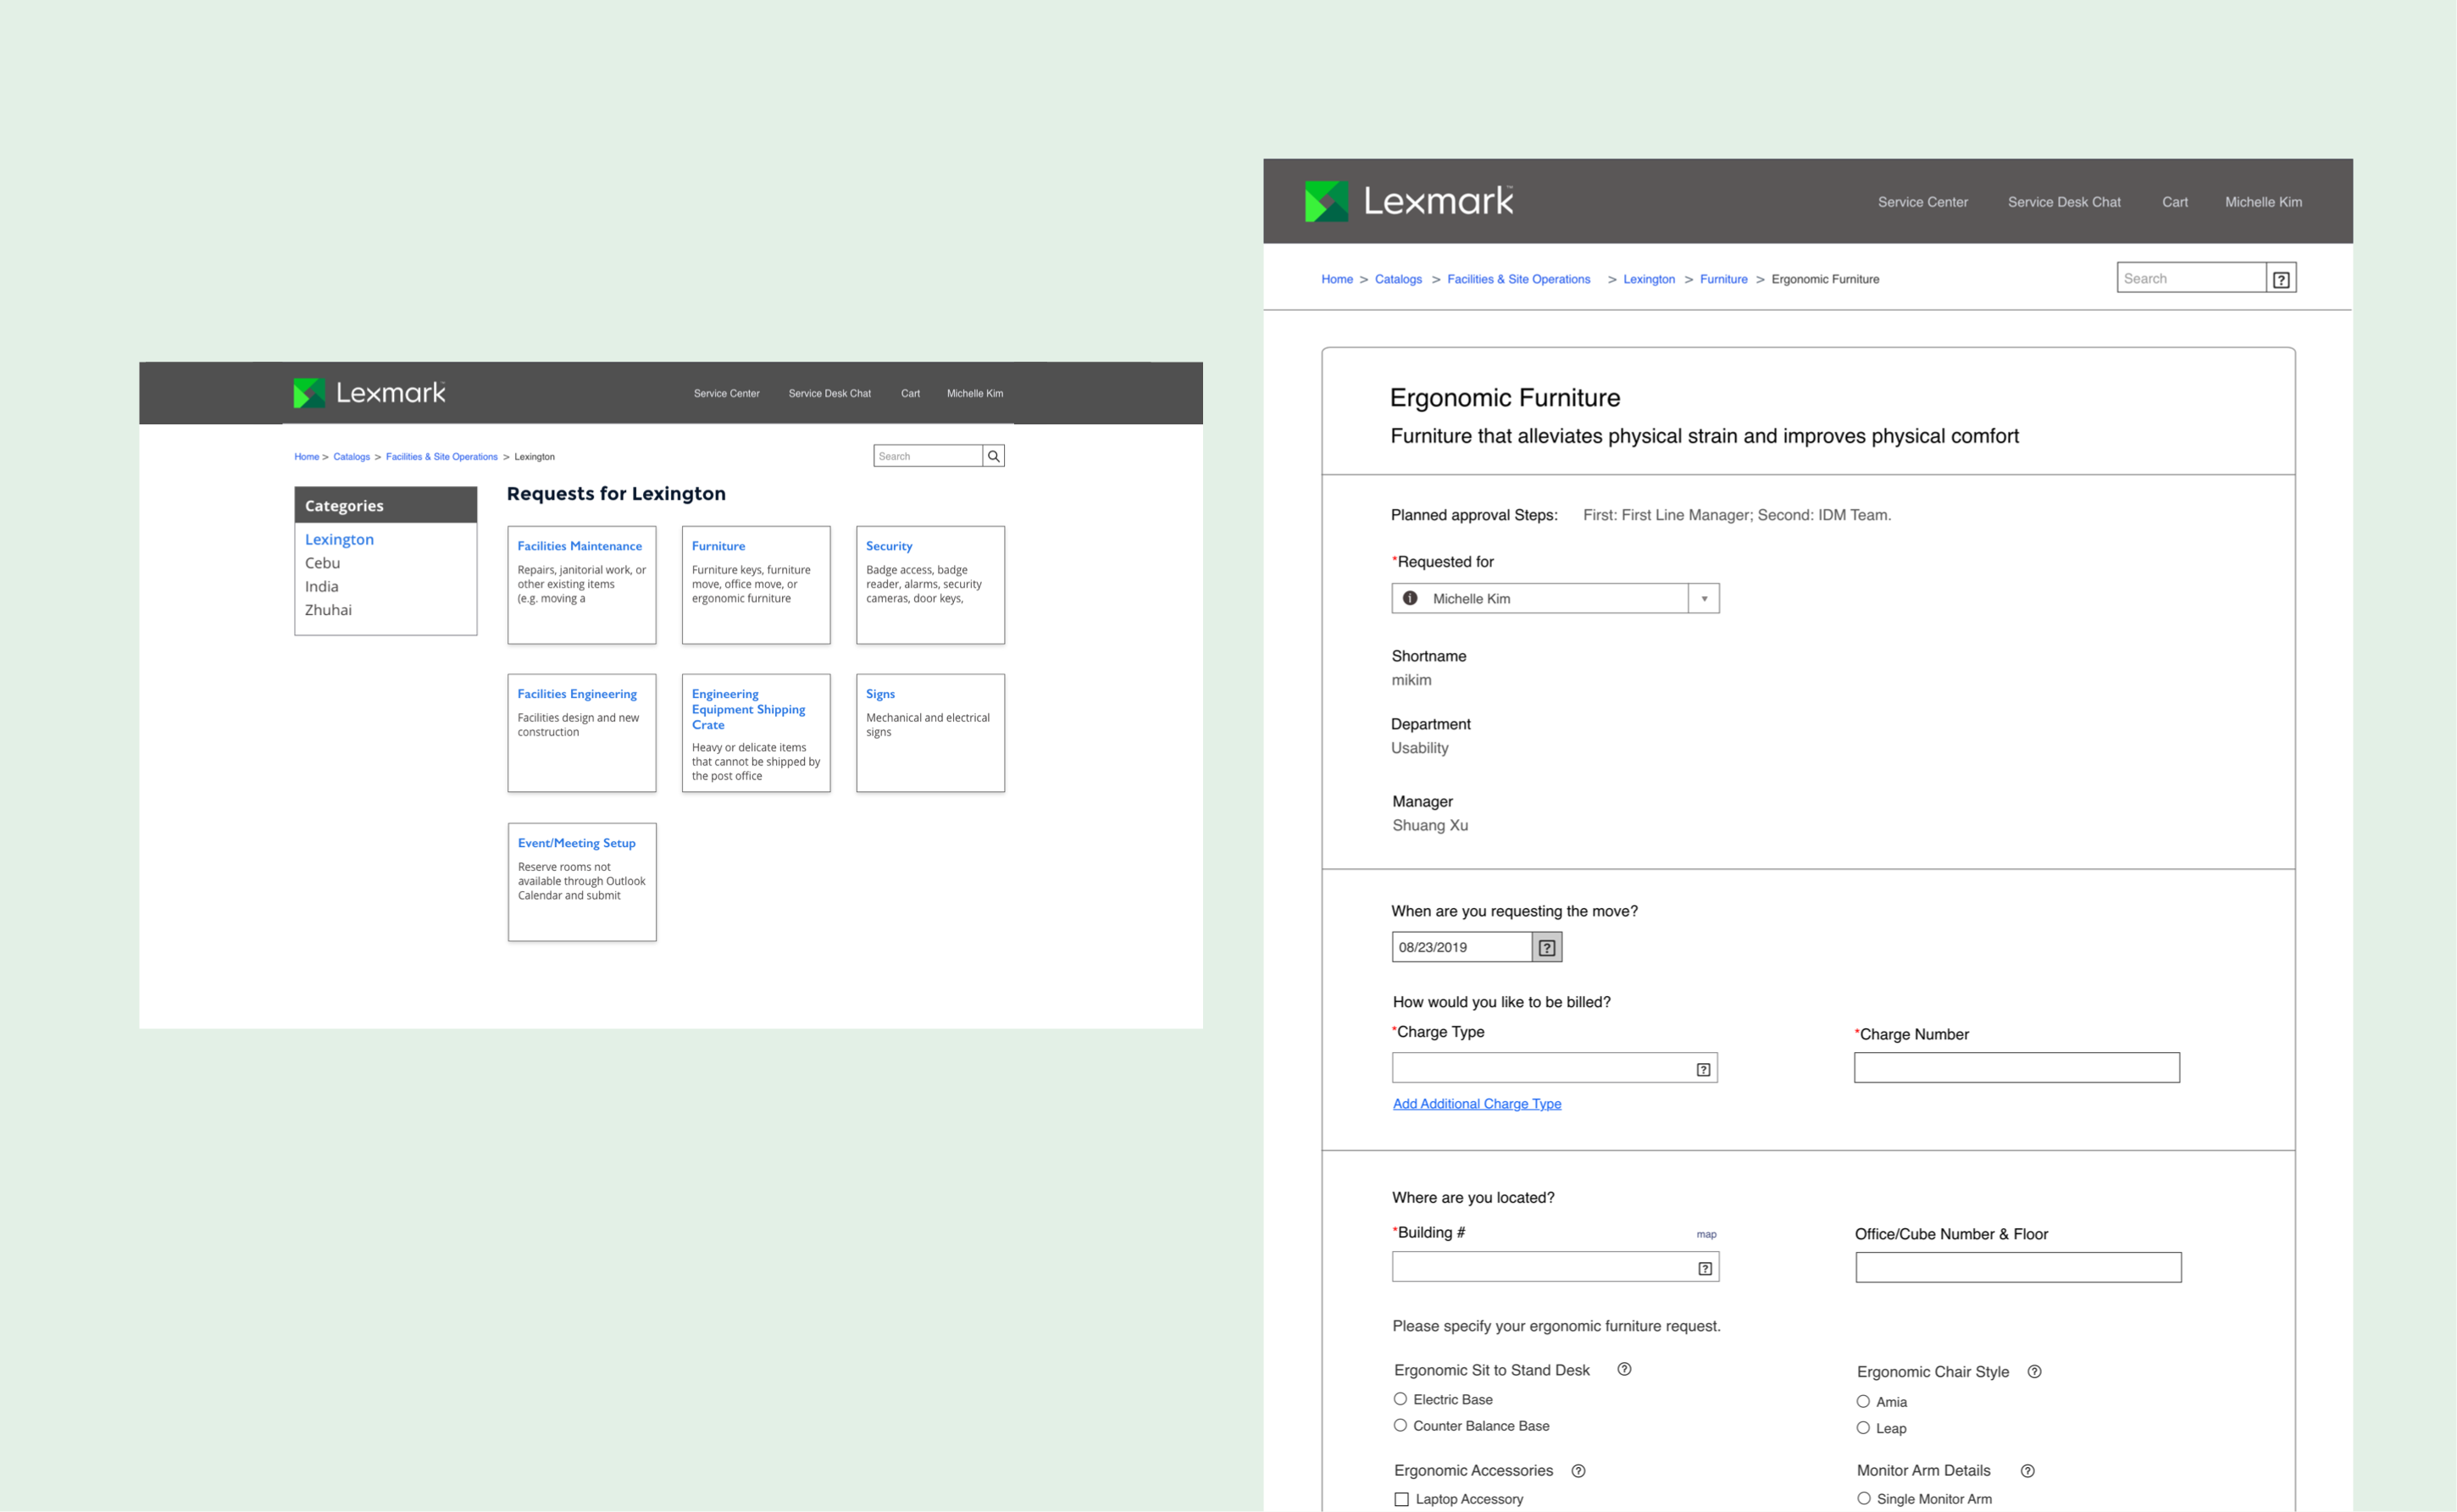 Lexmark
Service Center
Service Desk Chat
Cart
Michelle Kim
Home > Catalogs > Facilities & Site Operations > Lexington
Search
Categories
Lexington
Cebu
India
Zhuhai
Requests for Lexington
Facilities Maintenance
Repairs, janitorial work, or
other existing items
(e.g. moving a
Furniture
Furniture keys, furniture
move, office move, or
ergonomic furniture
Security
Badge access, badge
reader, alarms, security
cameras, door keys,
Facilities Engineering
Facilities design and new
construction
Engineering
Equipment Shipping
Crate
Heavy or delicate items
that cannot be shipped by
the post office
Signs
Mechanical and electrical
signs
Event/Meeting Setup
Reserve rooms not
available through Outlook
Calendar and submit
Lexmark™
Service Center
Service Desk Chat
Cart
Michelle Kim
Home > Catalogs > Facilities & Site Operations > Lexington > Furniture > Ergonomic Furniture
Search
?
Ergonomic Furniture
Furniture that alleviates physical strain and improves physical comfort
Planned approval Steps: First: First Line Manager; Second: IDM Team.
*Requested for
Michelle Kim
Shortname
mikim
Department
Usability
Manager
Shuang Xu
When are you requesting the move?
08/23/2019
?
How would you like to be billed?
*Charge Type
?
*Charge Number
Add Additional Charge Type
Where are you located?
*Building #
map
?
Office/Cube Number & Floor
Please specify your ergonomic furniture request.
Ergonomic Sit to Stand Desk ?
Electric Base
Counter Balance Base
Ergonomic Chair Style ?
Amia
Leap
Ergonomic Accessories ?
Laptop Accessory
Monitor Arm Details ?
Single Monitor Arm